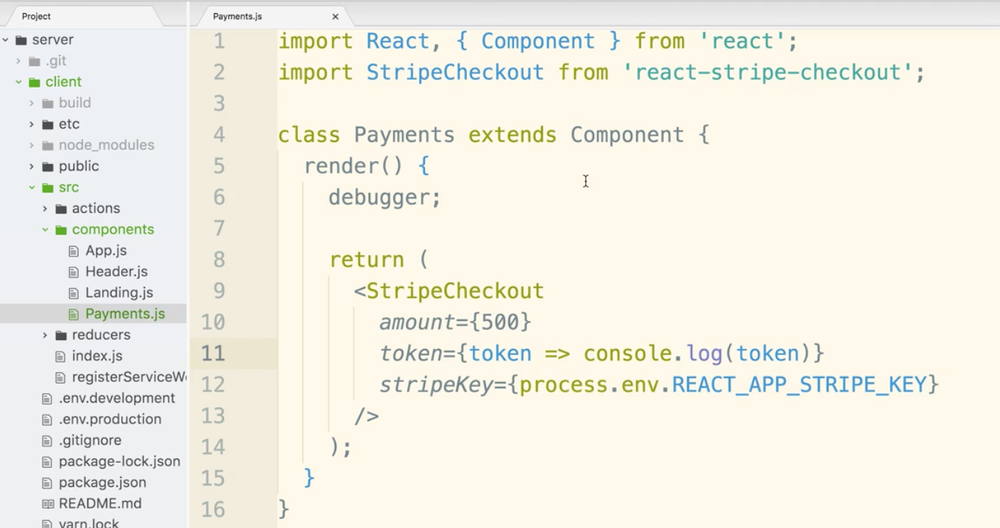 Project
server
.git
client
build
etc
node_modules
public
src
actions
components
App.js
Header.js
Landing.js
Payments.js
reducers
index.js
registerServiceW
.env.development
.env.production
.gitignore
package-lock.json
package.json
README.md
yarn.lock
Payments.js ×
1 import React, { Component } from 'react';
2 import StripeCheckout from 'react-stripe-checkout';
3
4 class Payments extends Component {
5   render() {
6     debugger;
7
8     return (
9       <StripeCheckout
10         amount={500}
11         token={token => console.log(token)}
12         stripeKey={process.env.REACT_APP_STRIPE_KEY}
13       />
14     );
15   }
16 }